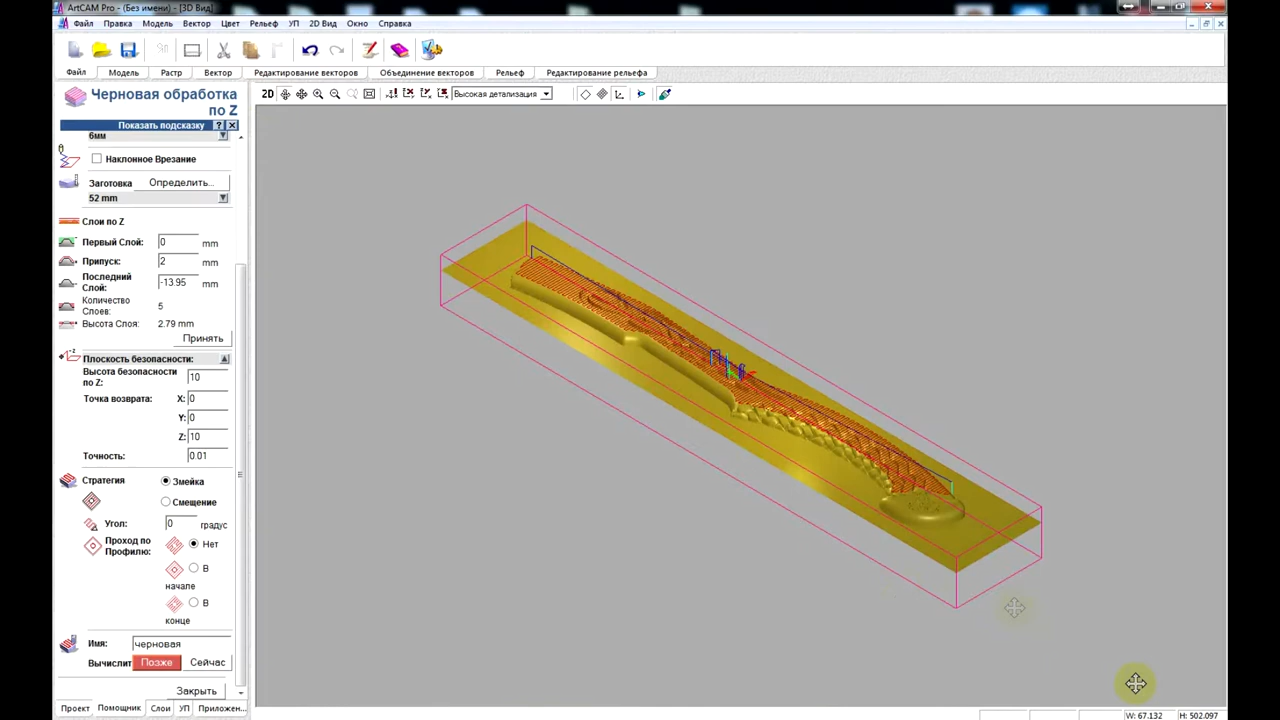 ArtCAM Pro - (Без имени) - [3D Вид]
Файл Правка Модель Вектор Цвет Рельеф УП 2D Вид Окно Справка
Файл Модель Растр Вектор Редактирование векторов Объединение векторов Рельеф Редактирование рельефа
2D Высокая детализация
Черновая обработка
по Z
Показать подсказку ?
6мм
Наклонное Врезание
Заготовка Определить...
52 mm
Слои по Z
Первый Слой: 0 mm
Припуск: 2 mm
Последний
Слой: -13.95 mm
Количество
Слоев: 5
Высота Слоя: 2.79 mm
Принять
Плоскость безопасности:
Высота безопасности
по Z: 10
Точка возврата: X: 0
Y: 0
Z: 10
Точность: 0.01
Стратегия Змейка
Смещение
Угол: 0 градусс
Проход по
Профилю: Нет
В
начале
В
конце
Имя: черновая
Вычислит Позже Сейчас
Закрыть
Проект Помощник Слои УП Приложен...
W: 67.132 H: 502.097